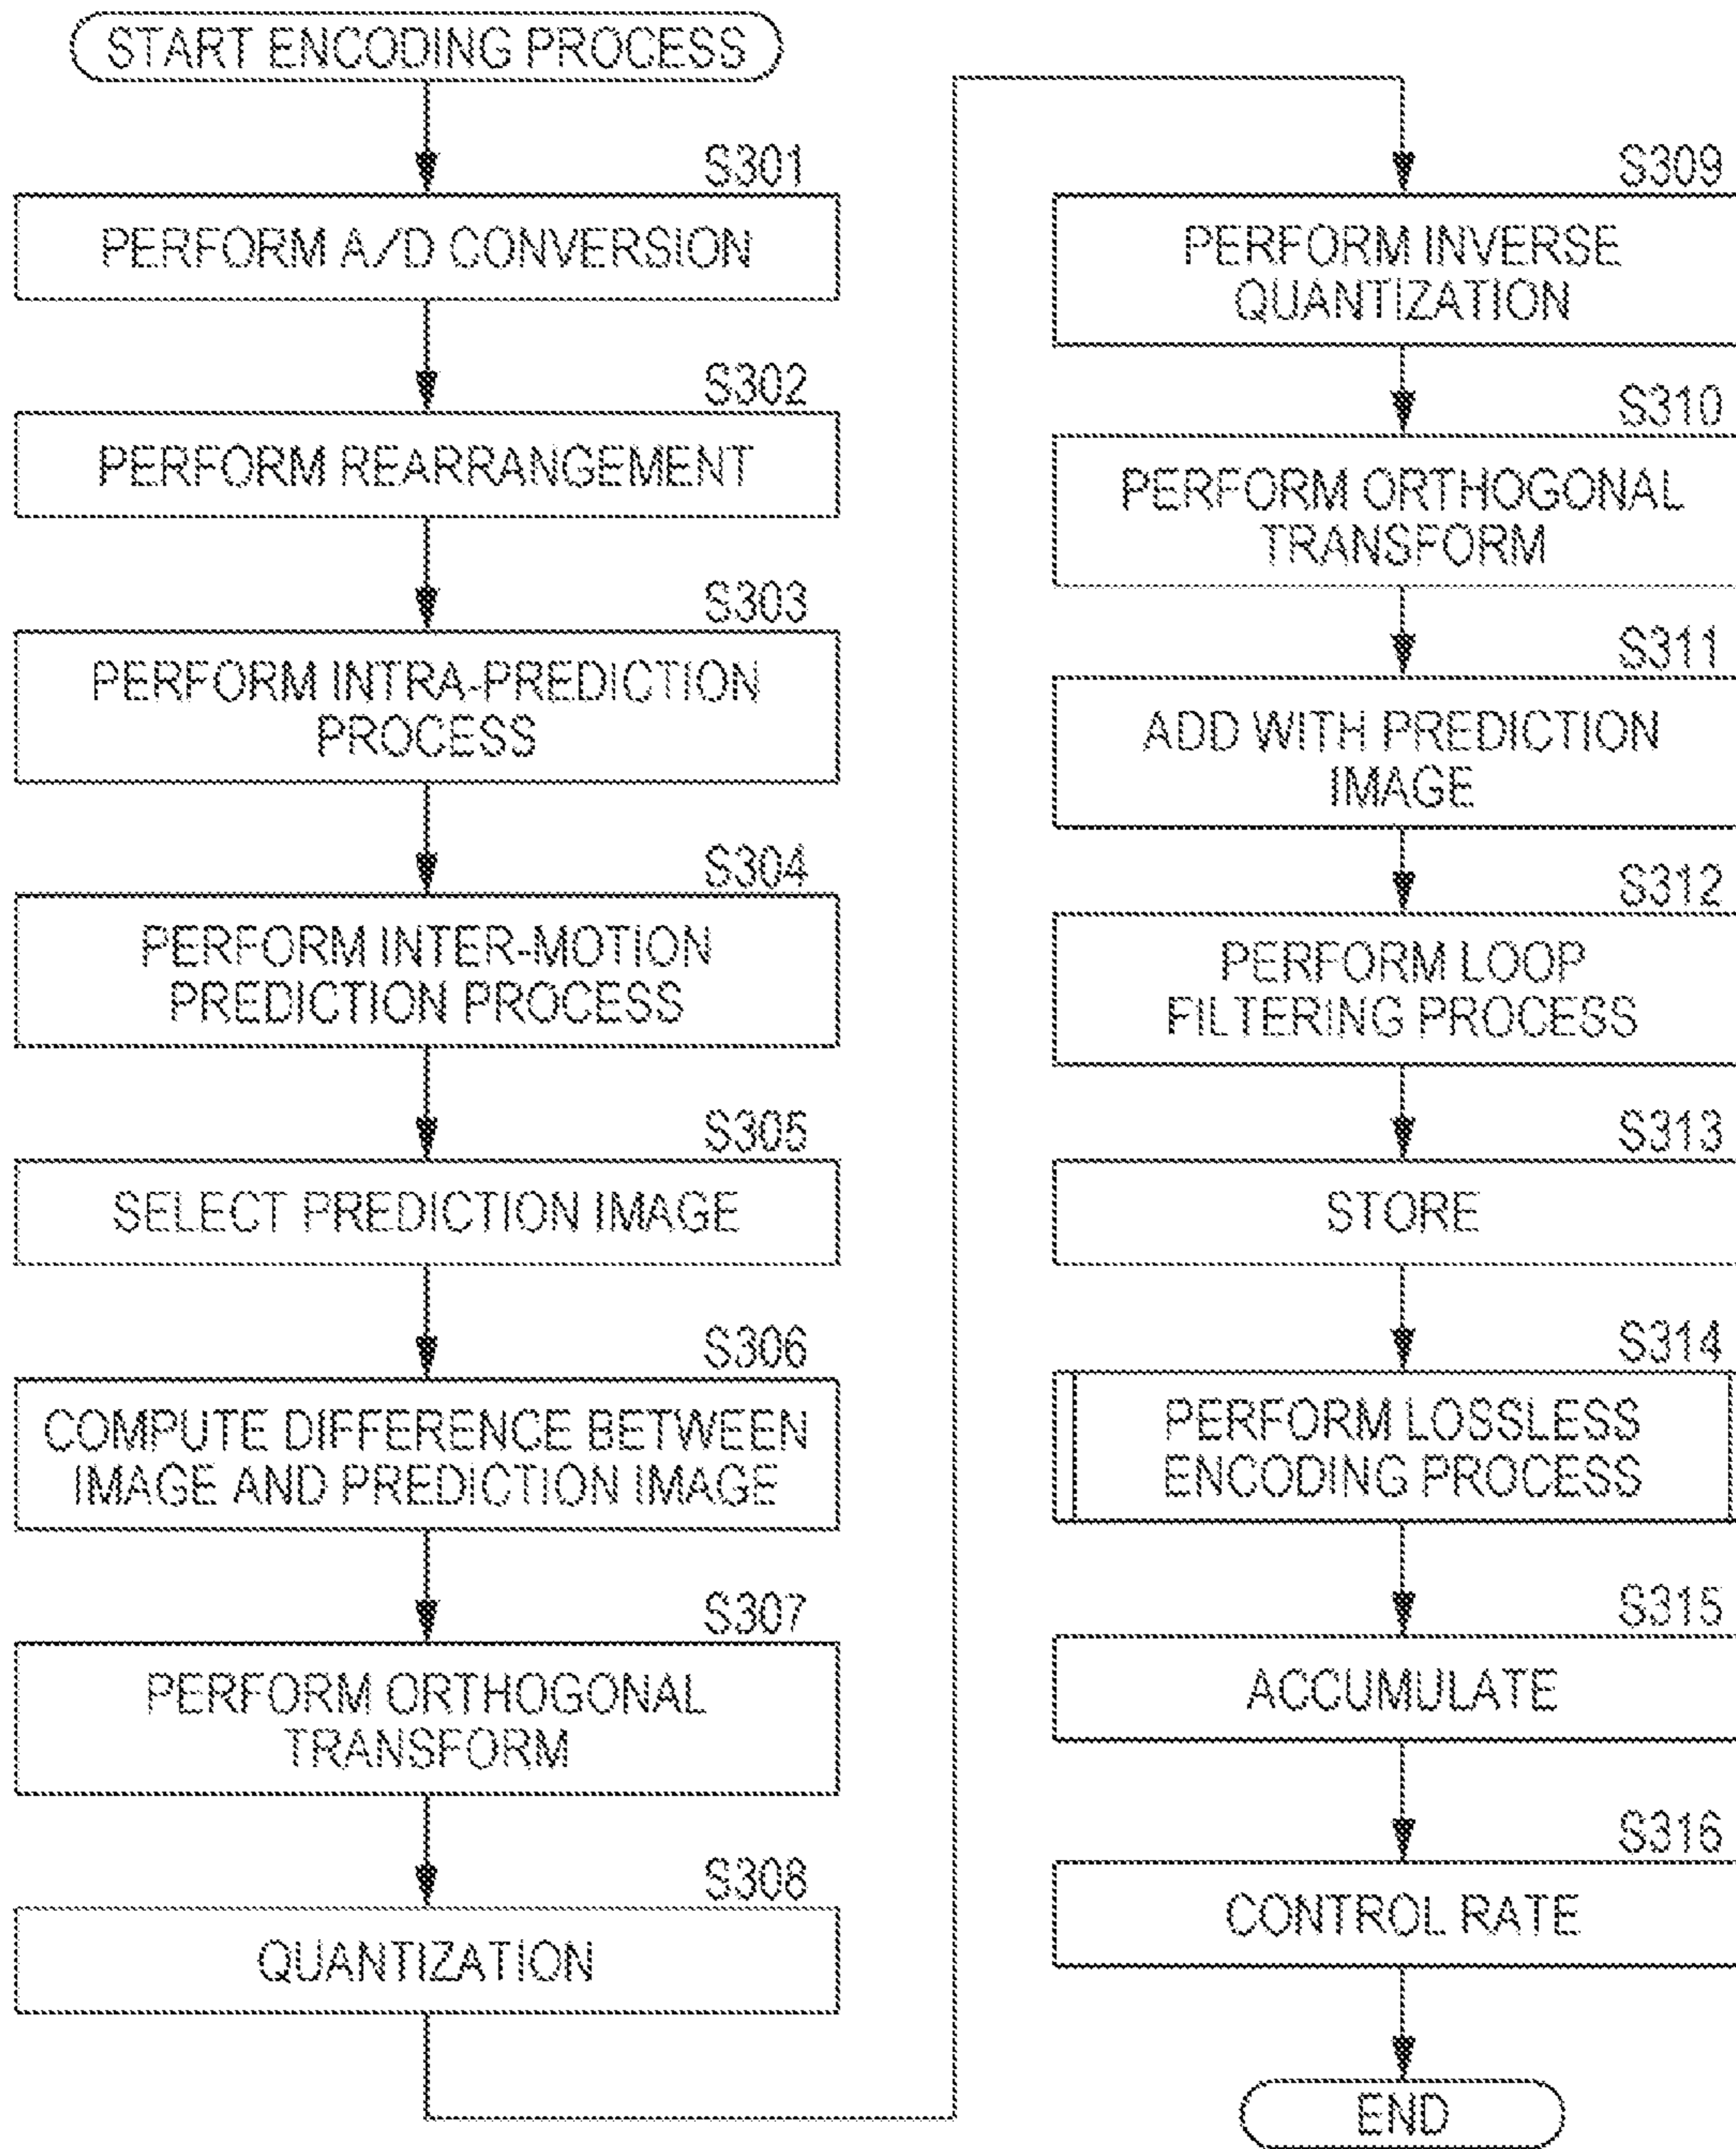 START ENCODING PROCESS
S301
PERFORM A/D CONVERSION
S302
PERFORM REARRANGEMENT
S303
PERFORM INTRA-PREDICTION
PROCESS
S304
PERFORM INTER-MOTION
PREDICTION PROCESS
S305
SELECT PREDICTION IMAGE
S306
COMPUTE DIFFERENCE BETWEEN
IMAGE AND PREDICTION IMAGE
S307
PERFORM ORTHOGONAL
TRANSFORM
S308
QUANTIZATION
S309
PERFORM INVERSE
QUANTIZATION
S310
PERFORM ORTHOGONAL
TRANSFORM
S311
ADD WITH PREDICTION
IMAGE
S312
PERFORM LOOP
FILTERING PROCESS
S313
STORE
S314
PERFORM LOSSLESS
ENCODING PROCESS
S315
ACCUMULATE
S316
CONTROL RATE
END